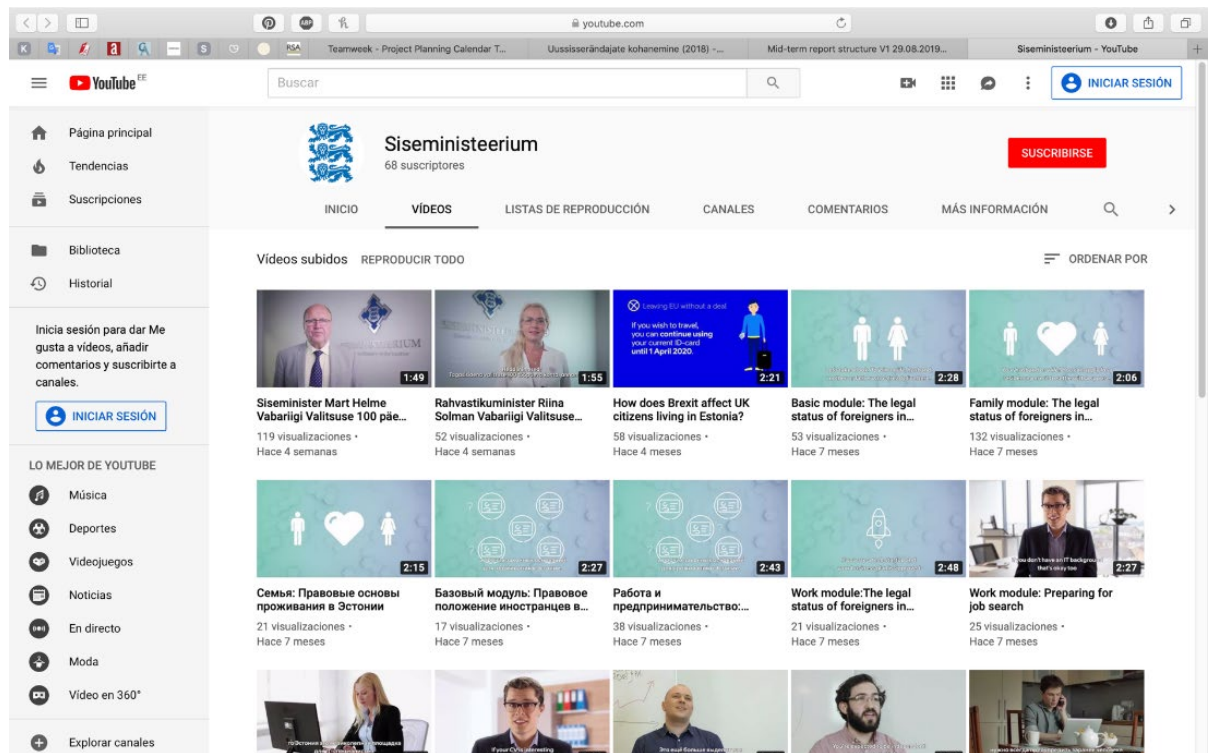 youtube.com
Teamweek - Project Planning Calendar T...
Uussisserändajate kohanemine (2018) -...
Mid-term report structure V1 29.08.2019...
Siseministeerium - YouTube
YouTube EE
Buscar
INICIAR SESIÓN
Página principal
Tendencias
Suscripciones
Biblioteca
Historial
Inicia sesión para dar Me
gusta a vídeos, añadir
comentarios y suscribirte a
canales.
INICIAR SESIÓN
LO MEJOR DE YOUTUBE
Música
Deportes
Videojuegos
Noticias
En directo
Moda
Vídeo en 360°
Explorar canales
Siseministeerium
68 suscriptores
SUSCRIBIRSE
INICIO
VÍDEOS
LISTAS DE REPRODUCCIÓN
CANALES
COMENTARIOS
MÁS INFORMACIÓN
Vídeos subidos
REPRODUCIR TODO
ORDENAR POR
1:49
Siseminister Mart Helme
Vabariigi Valitsuse 100 päe...
119 visualizaciones •
Hace 4 semanas
1:55
Rahvastikuminister Riina
Solman Vabariigi Valitsuse...
52 visualizaciones •
Hace 4 semanas
Leaving EU without a deal
If you wish to travel,
you can continue using
your current ID-card
until 1 April 2020.
2:21
How does Brexit affect UK
citizens living in Estonia?
58 visualizaciones •
Hace 4 meses
2:28
Basic module: The legal
status of foreigners in...
53 visualizaciones •
Hace 7 meses
2:06
Family module: The legal
status of foreigners in...
132 visualizaciones •
Hace 7 meses
2:15
Семья: Правовые основы
проживания в Эстонии
21 visualizaciones •
Hace 7 meses
2:27
Базовый модуль: Правовое
положение иностранцев в...
17 visualizaciones •
Hace 7 meses
2:43
Работа и
предпринимательство:...
38 visualizaciones •
Hace 7 meses
2:48
Work module:The legal
status of foreigners in...
21 visualizaciones •
Hace 7 meses
If you don't have an IT background
that's okay too
2:27
Work module: Preparing for
job search
25 visualizaciones •
Hace 7 meses